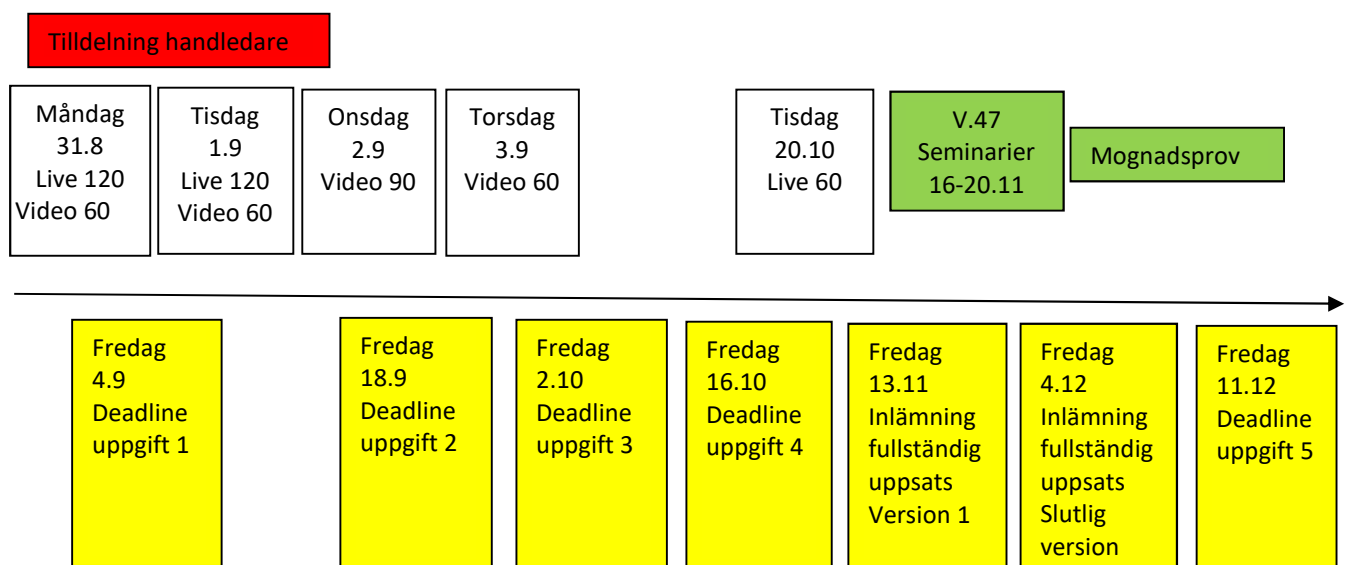 Tilldelning handledare
Måndag
31.8
Live 120
Video 60
Tisdag
1.9
Live 120
Video 60
Onsdag
2.9
Video 90
Torsdag
3.9
Video 60
Tisdag
20.10
Live 60
V.47
Seminarier
16-20.11
Mognadsprov
Fredag
4.9
Deadline
uppgift 1
Fredag
18.9
Deadline
uppgift 2
Fredag
2.10
Deadline
uppgift 3
Fredag
16.10
Deadline
uppgift 4
Fredag
13.11
Inlämning
fullständig
uppsats
Version 1
Fredag
4.12
Inlämning
fullständig
uppsats
Slutlig
version
Fredag
11.12
Deadline
uppgift 5